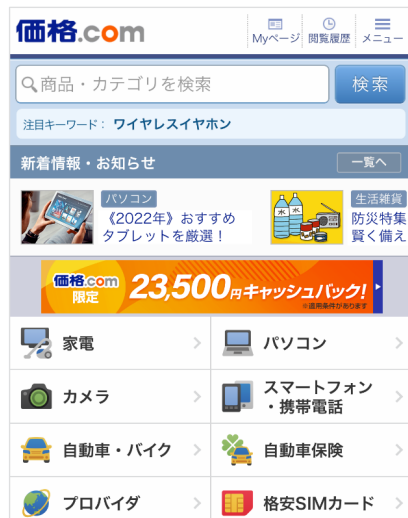 価格.com
Myページ 閲覧履歴 メニュー
商品・カテゴリを検索 検索
注目キーワード： ワイヤレスイヤホン
新着情報・お知らせ 一覧へ
パソコン
《2022年》おすすめ
タブレットを厳選！
水 水
生活雑貨
防災特集
賢く備え
価格.com
限定
23,500円キャッシュバック!
※適用条件があります
家電 パソコン
カメラ スマートフォン
・携帯電話
自動車・バイク 自動車保険
プロバイダ 格安SIMカード